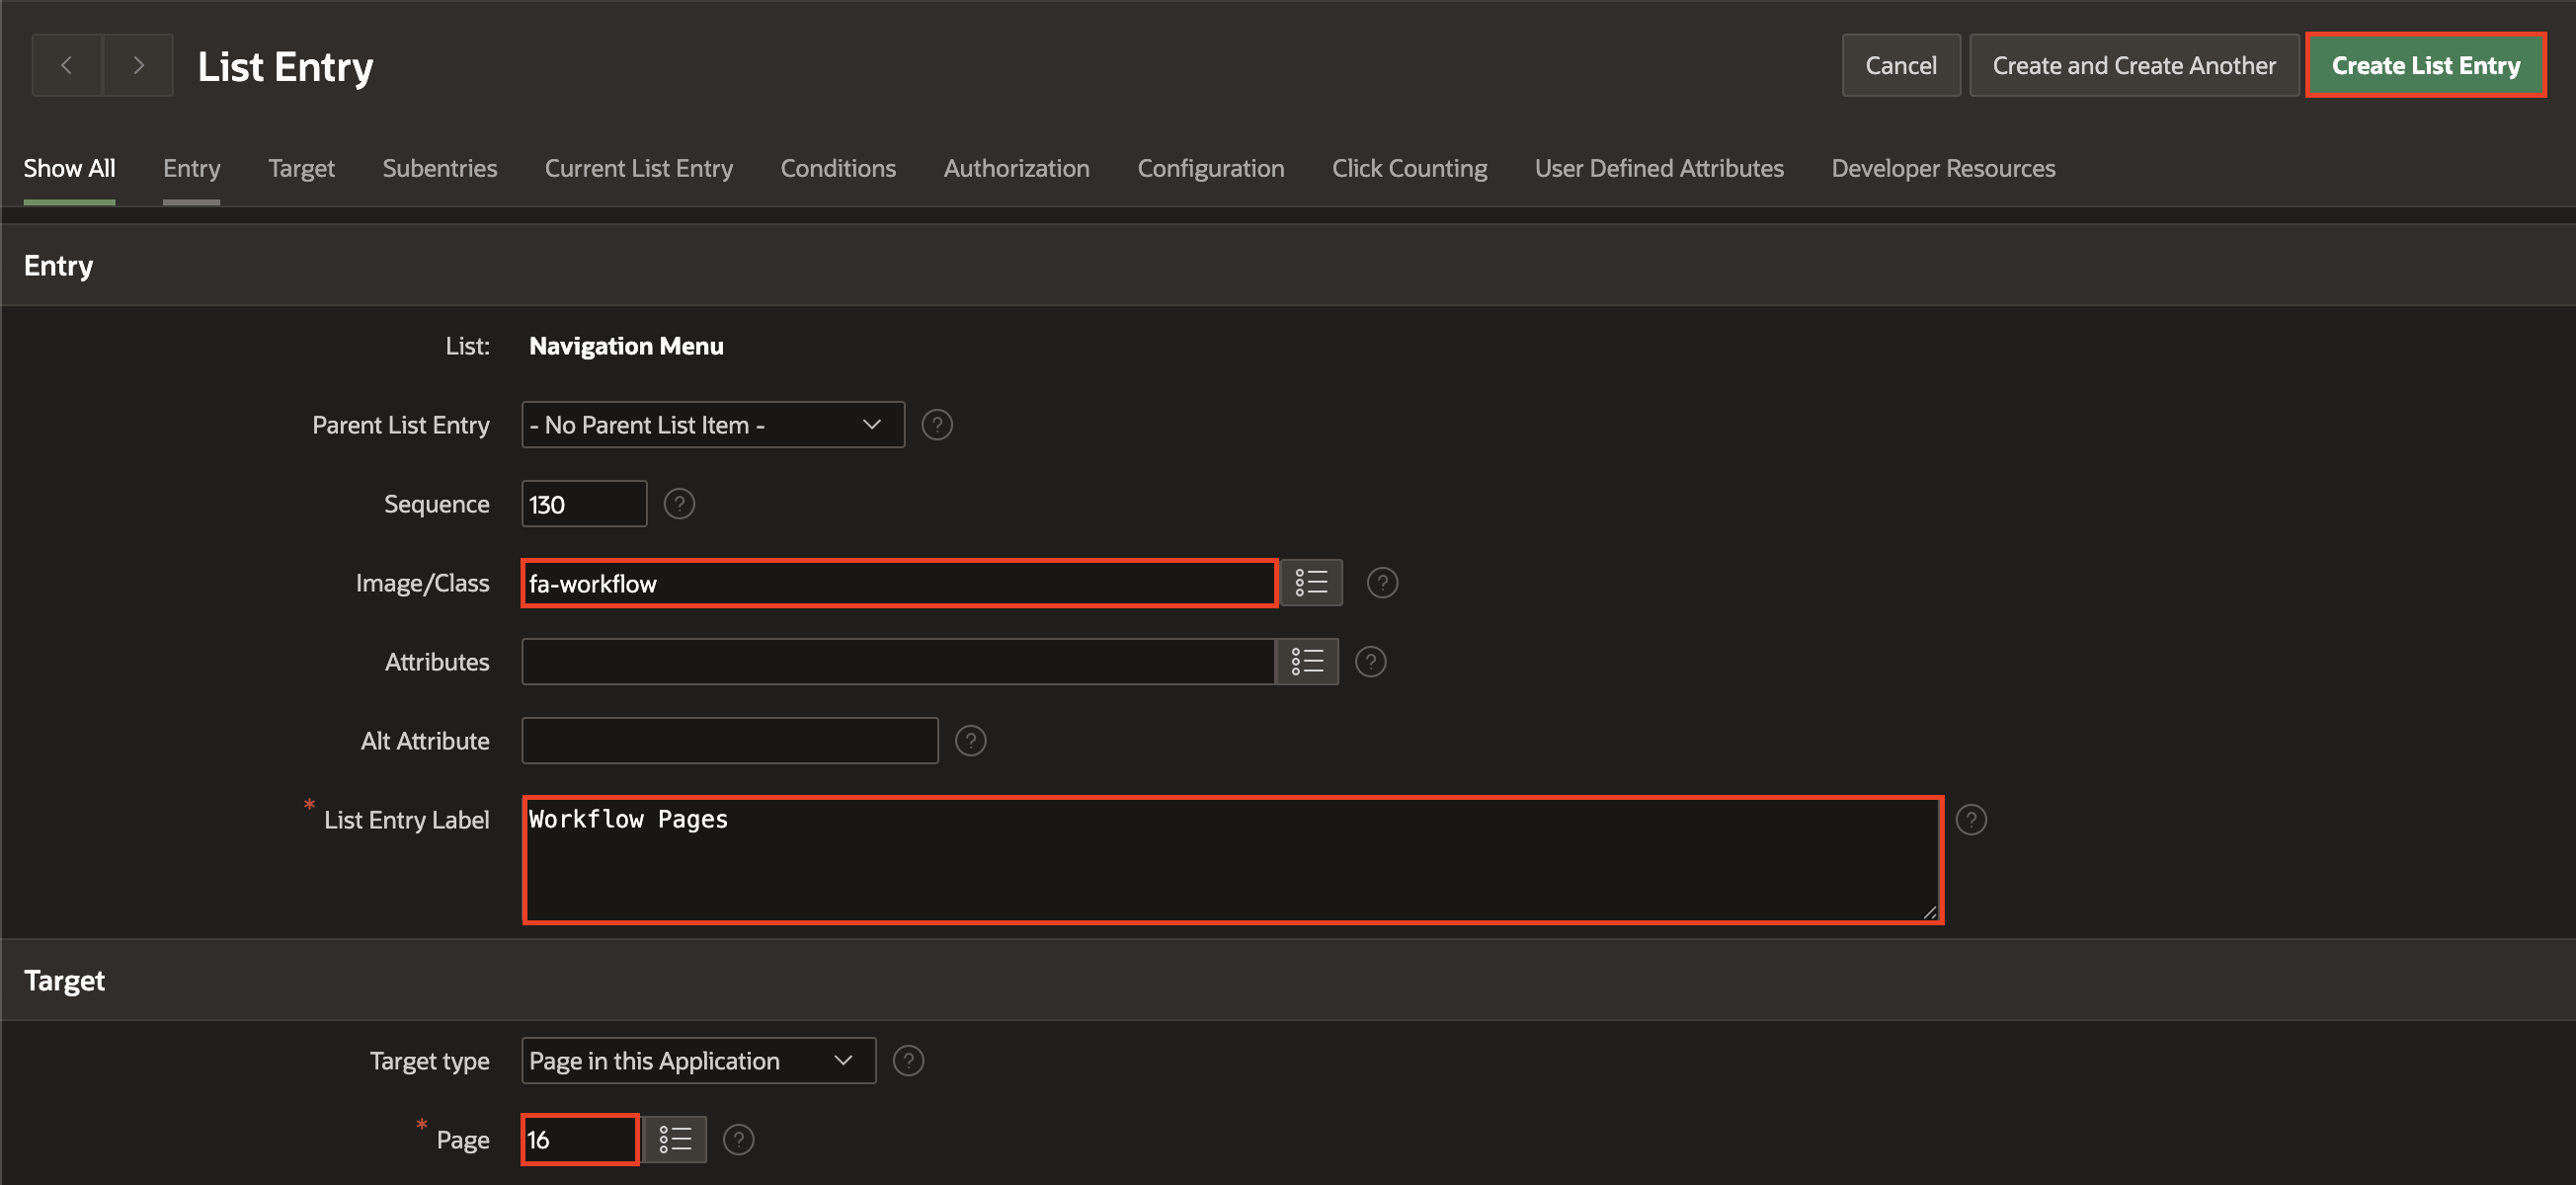 List Entry
Cancel
Create and Create Another
Create List Entry
Show All
Entry
Target
Subentries
Current List Entry
Conditions
Authorization
Configuration
Click Counting
User Defined Attributes
Developer Resources
Entry
List: Navigation Menu
Parent List Entry - No Parent List Item - ?
Sequence 130 ?
Image/Class fa-workflow ?
Attributes ?
Alt Attribute ?
* List Entry Label Workflow Pages ?
Target
Target type Page in this Application ?
* Page 16 ?